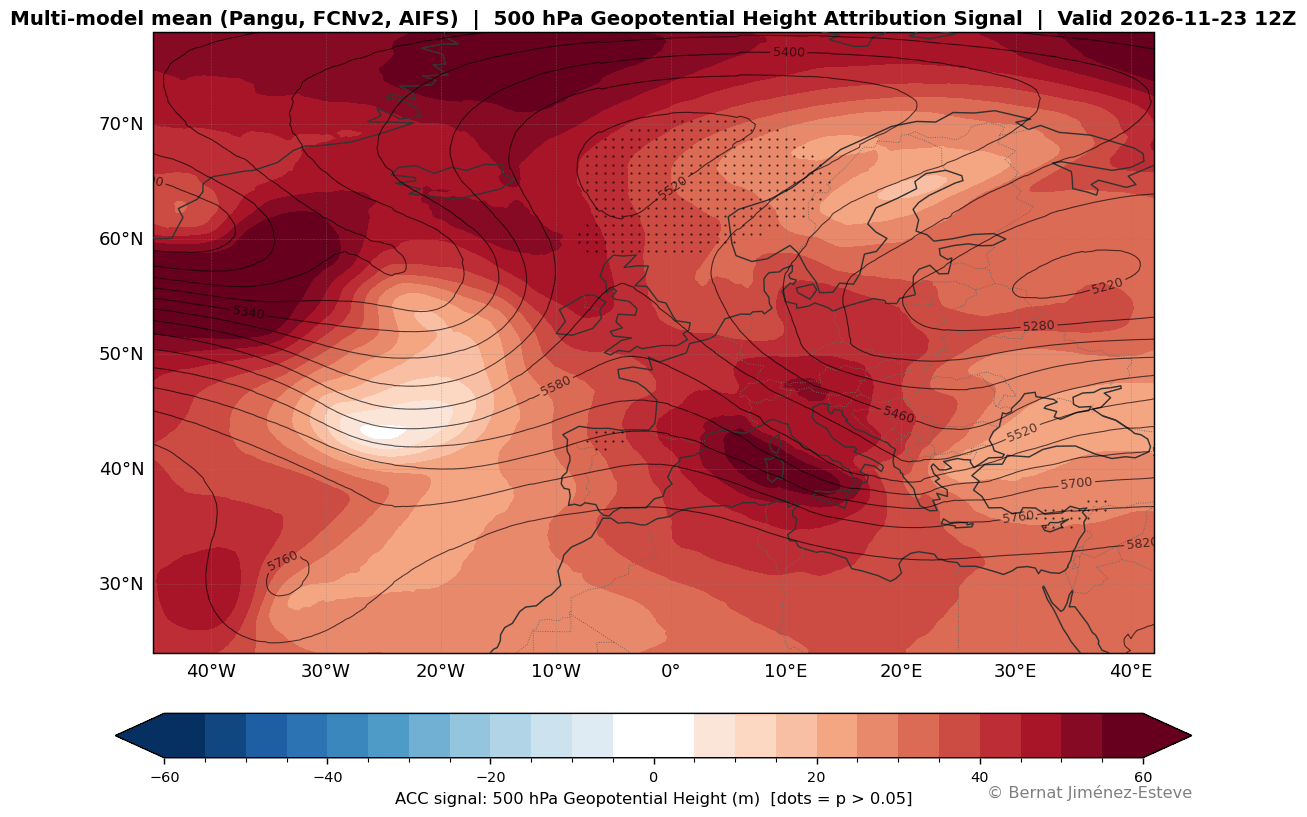 Multi-model mean (Pangu, FCNv2, AIFS) | 500 hPa Geopotential Height Attribution Signal | Valid 2026-11-23 12Z
5400
70°N
5520
60°N
5220
5340
5280
50°N
5580
5460
5520
40°N
5700
5760
5820
5760
30°N
40°W 30°W 20°W 10°W 0° 10°E 20°E 30°E 40°E
−60 −40 −20 0 20 40 60
ACC signal: 500 hPa Geopotential Height (m) [dots = p > 0.05]
© Bernat Jiménez-Esteve